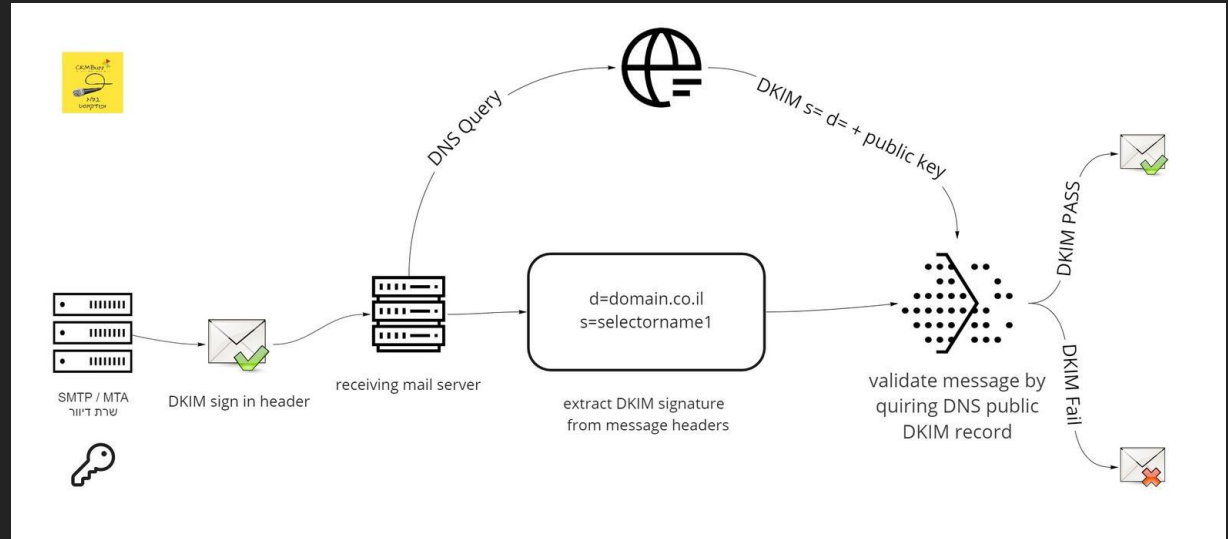 CRMBuzz
DNS Query
DKIM s= d= + public key
DKIM PASS
d=domain.co.il
s=selectorname1
SMTP / MTA
שרת דיוור
DKIM sign in header
receiving mail server
extract DKIM signature
from message headers
validate message by
quiring DNS public
DKIM record
DKIM Fail